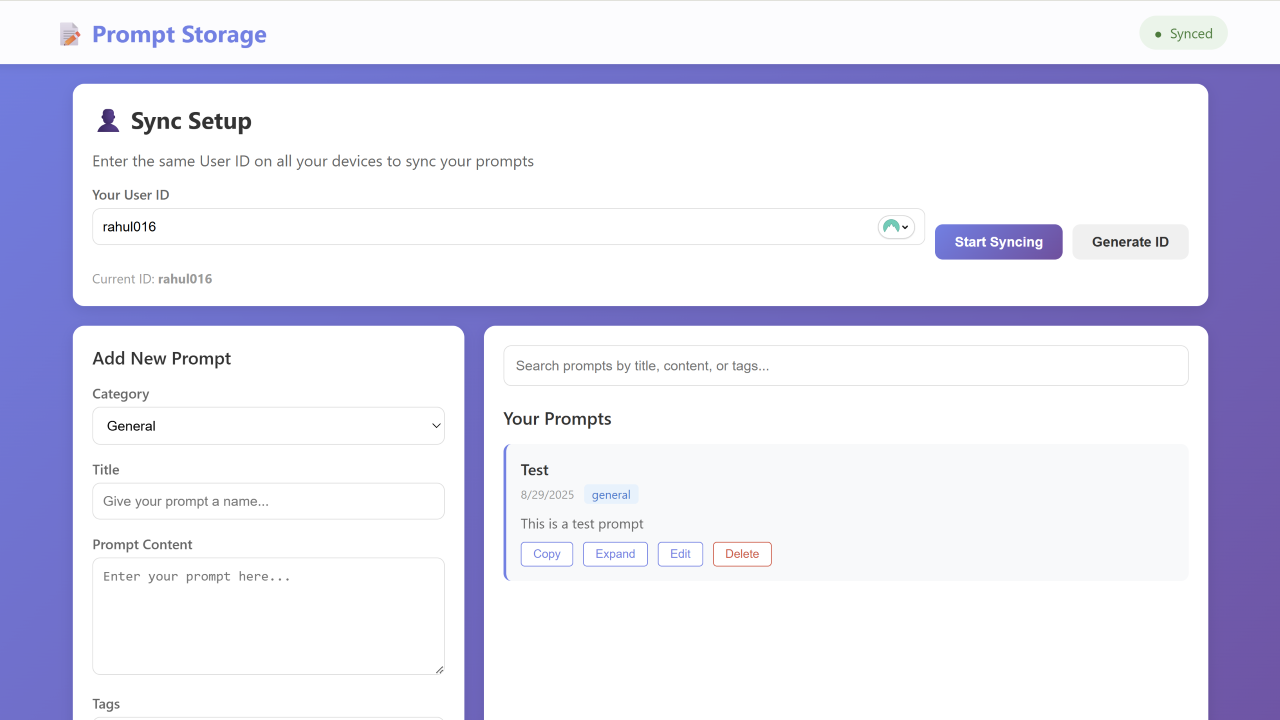 Prompt Storage
Synced
Sync Setup
Enter the same User ID on all your devices to sync your prompts
Your User ID
rahul016
Start Syncing
Generate ID
Current ID: rahul016
Add New Prompt
Category
General
Title
Give your prompt a name...
Prompt Content
Enter your prompt here...
Tags
Search prompts by title, content, or tags...
Your Prompts
Test
8/29/2025 general
This is a test prompt
Copy Expand Edit Delete